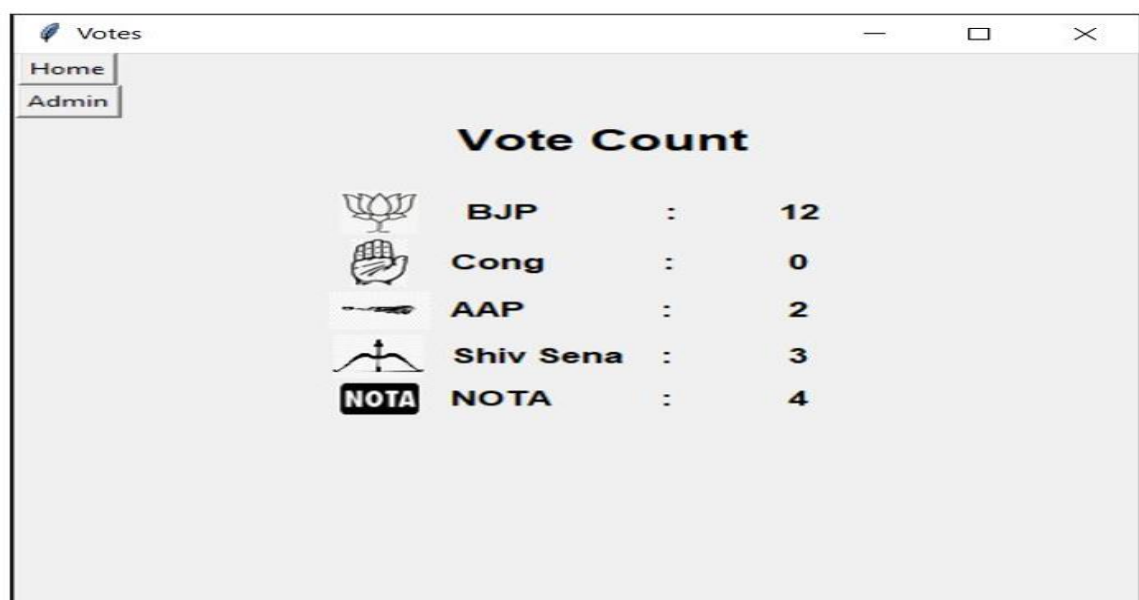 Votes
Home
Admin
Vote Count
BJP : 12
Cong : 0
AAP : 2
Shiv Sena : 3
NOTA NOTA : 4